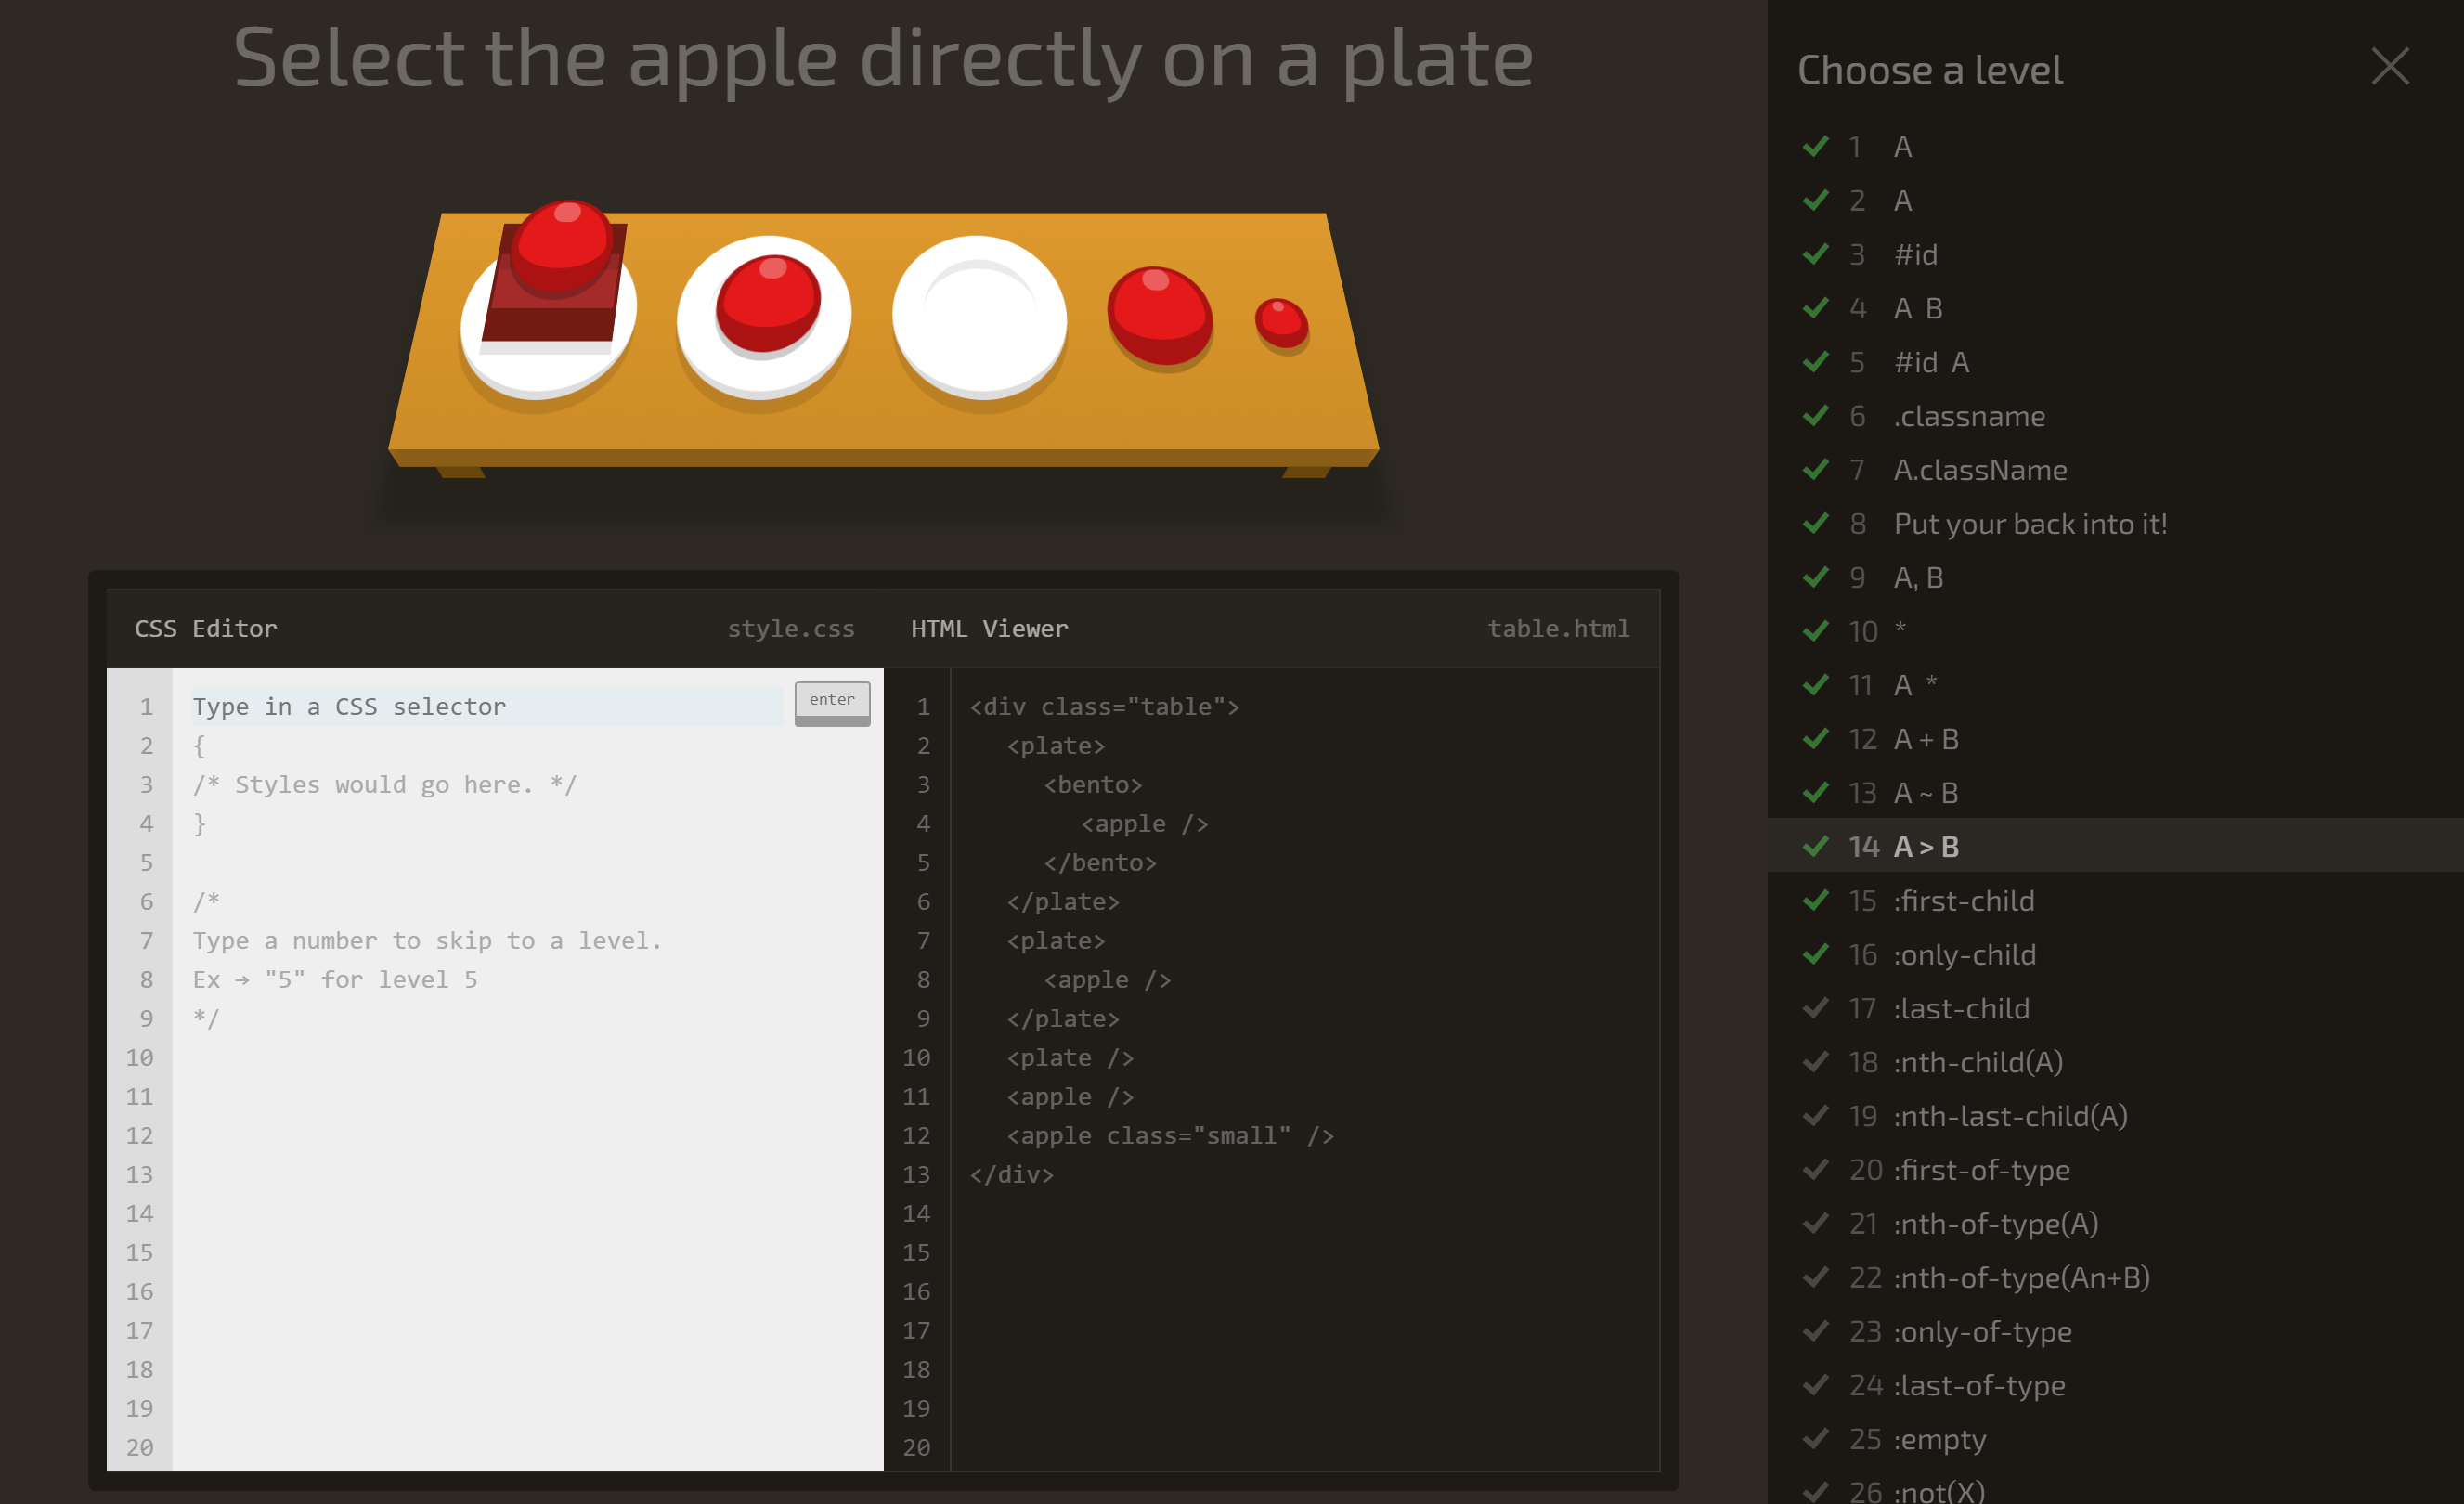 Select the apple directly on a plate
CSS Editor style.css
1 Type in a CSS selector enter
2 {
3 /* Styles would go here. */
4 }
5
6 /*
7 Type a number to skip to a level.
8 Ex → "5" for level 5
9 */
10
11
12
13
14
15
16
17
18
19
20
HTML Viewer table.html
1 <div class="table">
2 <plate>
3 <bento>
4 <apple />
5 </bento>
6 </plate>
7 <plate>
8 <apple />
9 </plate>
10 <plate />
11 <apple />
12 <apple class="small" />
13 </div>
14
15
16
17
18
19
20
Choose a level
1 A
2 A
3 #id
4 A B
5 #id A
6 .classname
7 A.className
8 Put your back into it!
9 A, B
10 *
11 A *
12 A + B
13 A ~ B
14 A > B
15 :first-child
16 :only-child
17 :last-child
18 :nth-child(A)
19 :nth-last-child(A)
20 :first-of-type
21 :nth-of-type(A)
22 :nth-of-type(An+B)
23 :only-of-type
24 :last-of-type
25 :empty
26 :not(X)